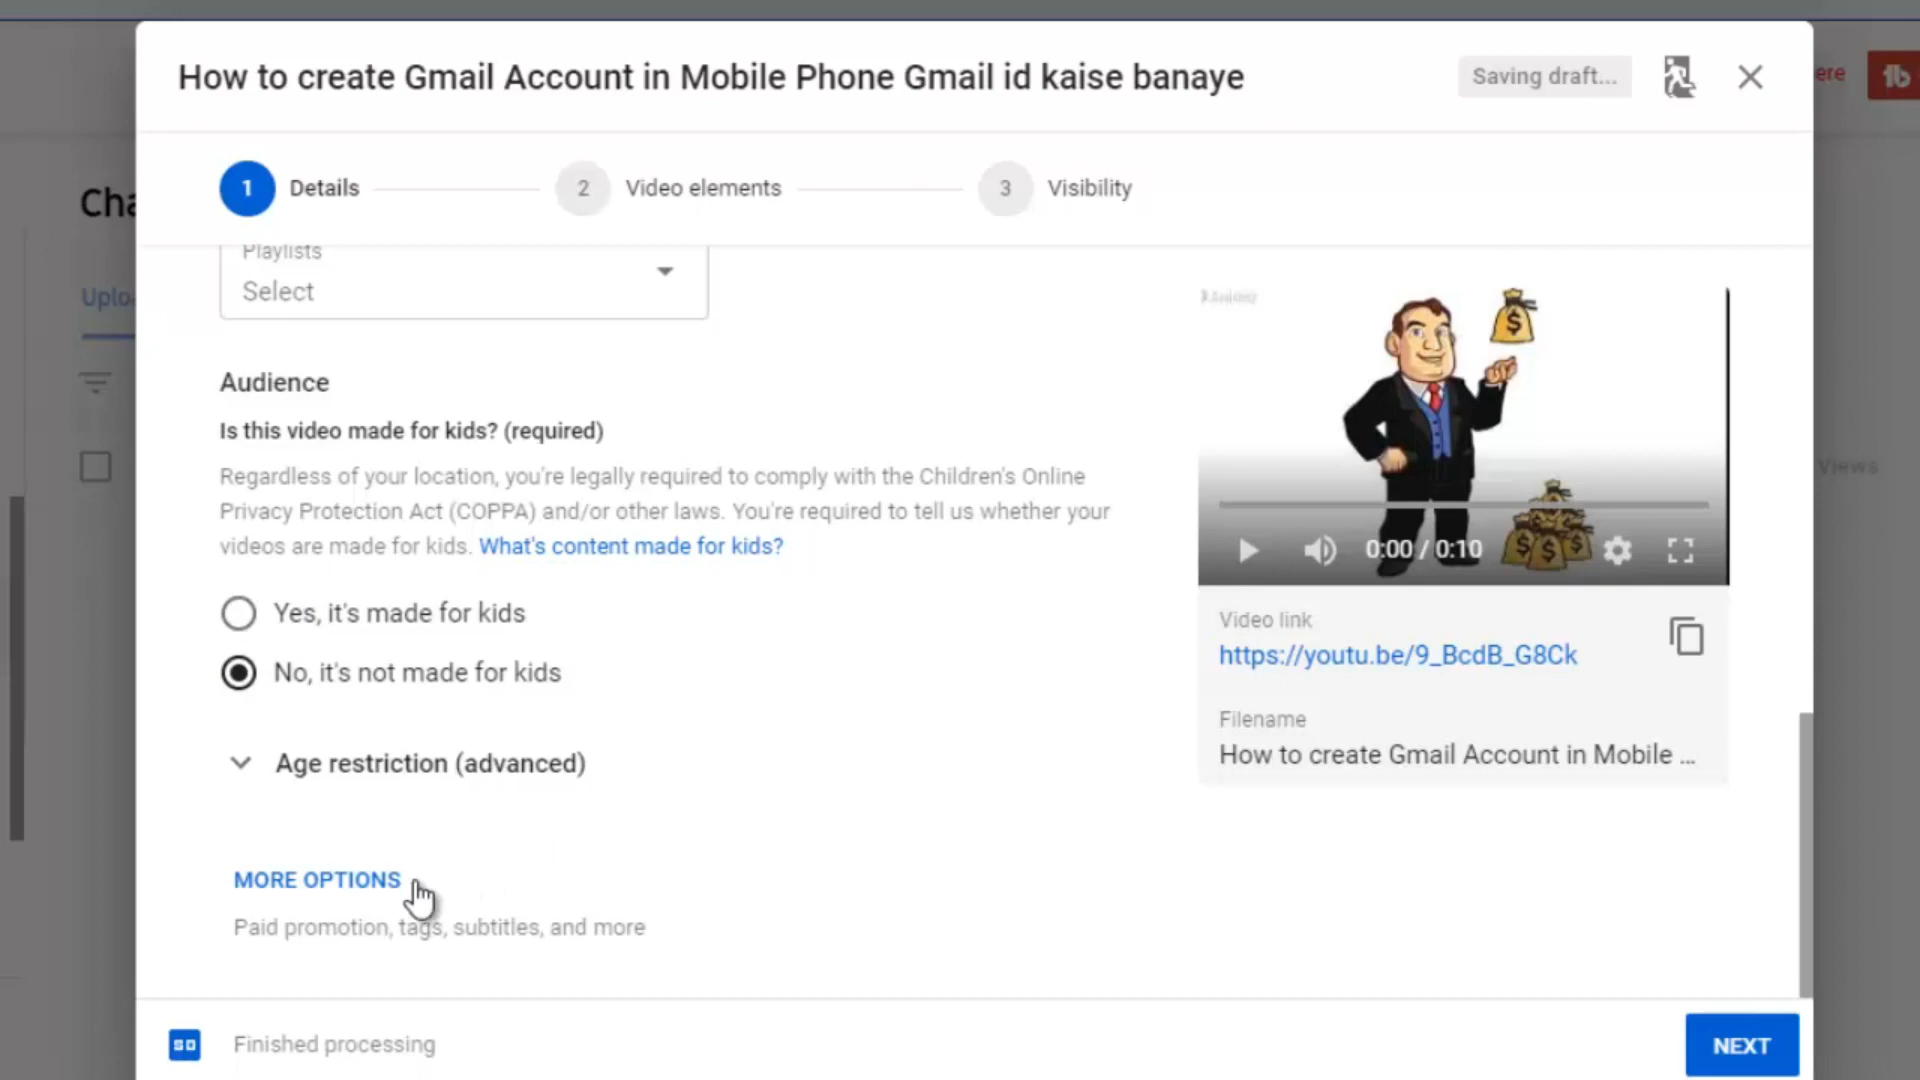 How to create Gmail Account in Mobile Phone Gmail id kaise banaye
Saving draft...
ere
1 Details
2 Video elements
3 Visibility
Cha
Uplo
Playlists
Select
Audience
Is this video made for kids? (required)
Regardless of your location, you're legally required to comply with the Children's Online
Privacy Protection Act (COPPA) and/or other laws. You're required to tell us whether your
videos are made for kids. What's content made for kids?
Yes, it's made for kids
No, it's not made for kids
Age restriction (advanced)
MORE OPTIONS
Paid promotion, tags, subtitles, and more
0:00 / 0:10
Video link
https://youtu.be/9_BcdB_G8Ck
Filename
How to create Gmail Account in Mobile ...
Views
SD
Finished processing
NEXT